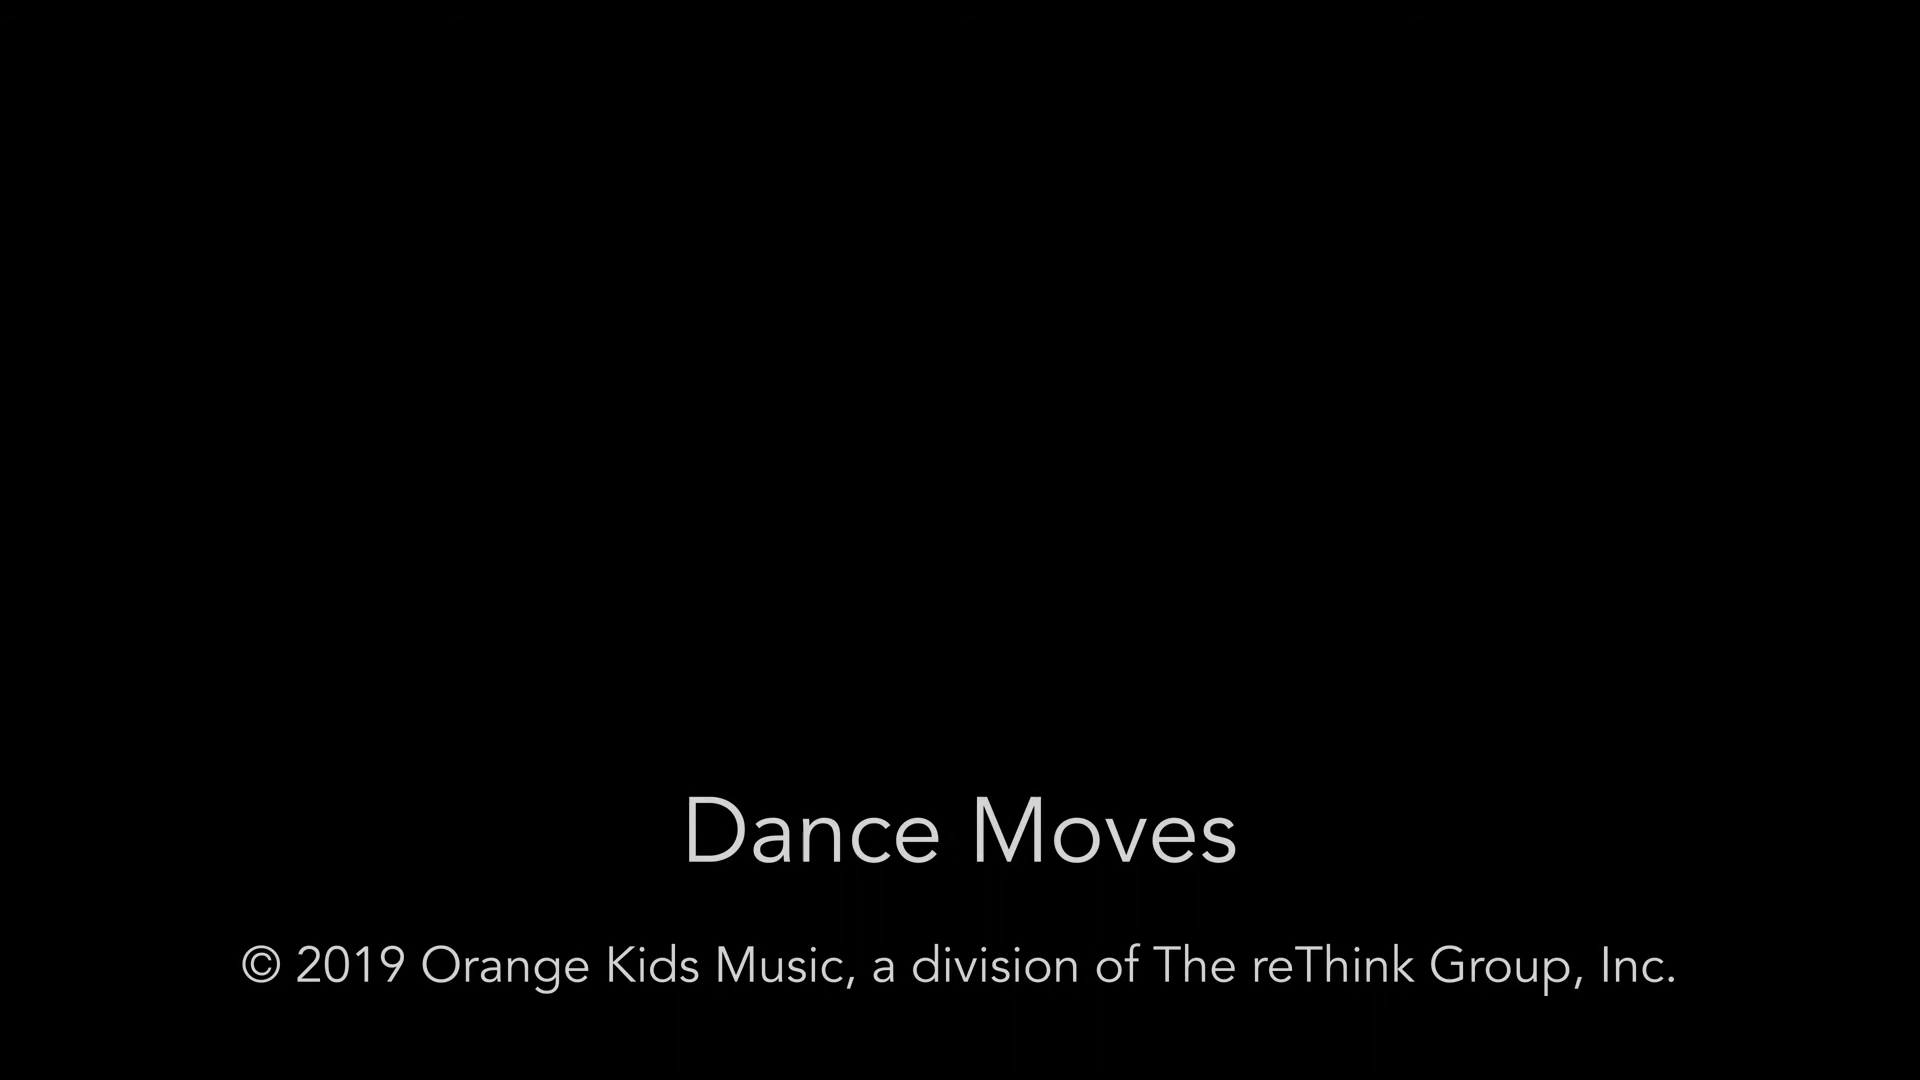 Dance Moves
© 2019 Orange Kids Music, a division of The reThink Group, Inc.